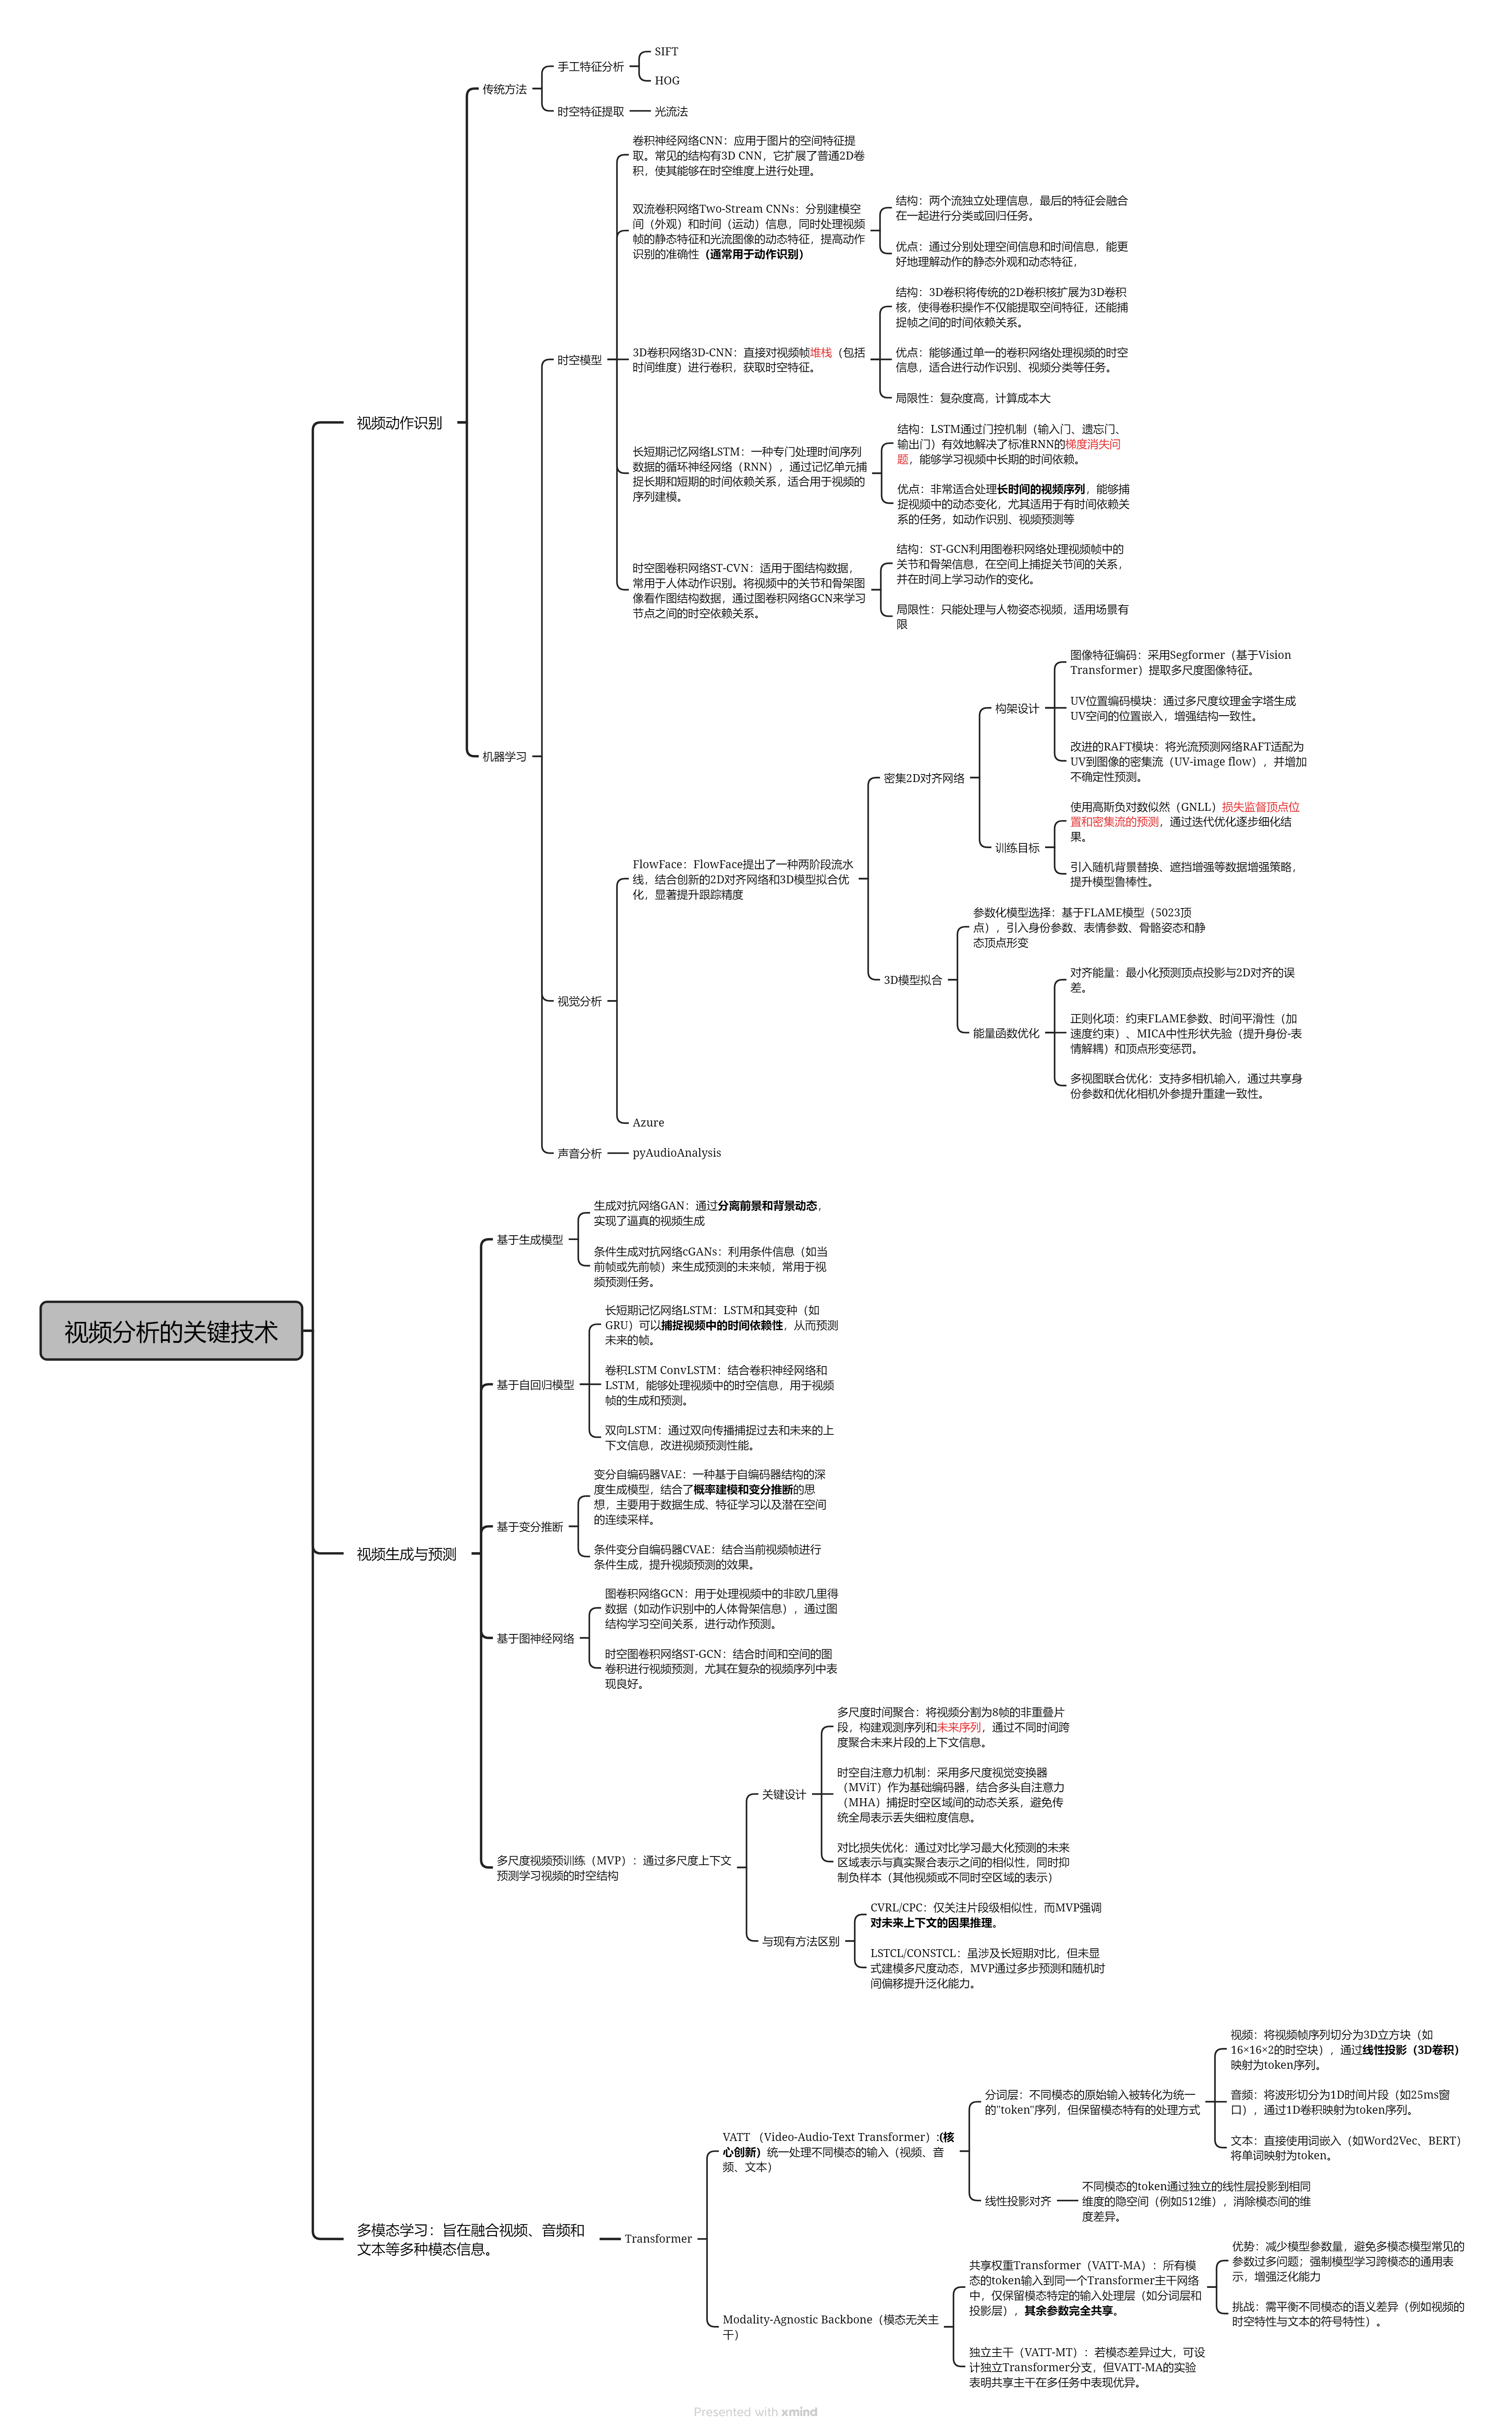 SIFT
手工特征分析
HOG
传统方法
时空特征提取
光流法
卷积神经网络CNN：应用于图片的空间特征提
取。常见的结构有3D CNN，它扩展了普通2D卷
积，使其能够在时空维度上进行处理。
双流卷积网络Two-Stream CNNs：分别建模空
间（外观）和时间（运动）信息，同时处理视频
帧的静态特征和光流图像的动态特征，提高动作
识别的准确性（通常用于动作识别）
结构：两个流独立处理信息，最后的特征会融合
在一起进行分类或回归任务。
优点：通过分别处理空间信息和时间信息，能更
好地理解动作的静态外观和动态特征，
时空模型
3D卷积网络3D-CNN：直接对视频帧堆栈（包括
时间维度）进行卷积，获取时空特征。
结构：3D卷积将传统的2D卷积核扩展为3D卷积
核，使得卷积操作不仅能提取空间特征，还能捕
捉帧之间的时间依赖关系。
优点：能够通过单一的卷积网络处理视频的时空
信息，适合进行动作识别、视频分类等任务。
局限性：复杂度高，计算成本大
视频动作识别
长短期记忆网络LSTM：一种专门处理时间序列
数据的循环神经网络（RNN），通过记忆单元捕
捉长期和短期的时间依赖关系，适合用于视频的
序列建模。
结构：LSTM通过门控机制（输入门、遗忘门、
输出门）有效地解决了标准RNN的梯度消失问
题，能够学习视频中长期的时间依赖。
优点：非常适合处理长时间的视频序列，能够捕
捉视频中的动态变化，尤其适用于有时间依赖关
系的任务，如动作识别、视频预测等
时空图卷积网络ST-CVN：适用于图结构数据，
常用于人体动作识别。将视频中的关节和骨架图
像看作图结构数据，通过图卷积网络GCN来学习
节点之间的时空依赖关系。
结构：ST-GCN利用图卷积网络处理视频帧中的
关节和骨架信息，在空间上捕捉关节间的关系，
并在时间上学习动作的变化。
局限性：只能处理与人物姿态视频，适用场景有
限
机器学习
视觉分析
FlowFace：FlowFace提出了一种两阶段流水
线，结合创新的2D对齐网络和3D模型拟合优
化，显著提升跟踪精度
密集2D对齐网络
构架设计
图像特征编码：采用Segformer（基于Vision
Transformer）提取多尺度图像特征。
UV位置编码模块：通过多尺度纹理金字塔生成
UV空间的位置嵌入，增强结构一致性。
改进的RAFT模块：将光流预测网络RAFT适配为
UV到图像的密集流（UV-image flow），并增加
不确定性预测。
训练目标
使用高斯负对数似然（GNLL）损失监督顶点位
置和密集流的预测，通过迭代优化逐步细化结
果。
引入随机背景替换、遮挡增强等数据增强策略，
提升模型鲁棒性。
3D模型拟合
参数化模型选择：基于FLAME模型（5023顶
点），引入身份参数、表情参数、骨骼姿态和静
态顶点形变
能量函数优化
对齐能量：最小化预测顶点投影与2D对齐的误
差。
正则化项：约束FLAME参数、时间平滑性（加
速度约束）、MICA中性形状先验（提升身份-表
情解耦）和顶点形变惩罚。
多视图联合优化：支持多相机输入，通过共享身
份参数和优化相机外参提升重建一致性。
Azure
声音分析
pyAudioAnalysis
视频分析的关键技术
视频生成与预测
基于生成模型
生成对抗网络GAN：通过分离前景和背景动态，
实现了逼真的视频生成
条件生成对抗网络cGANs：利用条件信息（如当
前帧或先前帧）来生成预测的未来帧，常用于视
频预测任务。
基于自回归模型
长短期记忆网络LSTM：LSTM和其变种（如
GRU）可以捕捉视频中的时间依赖性，从而预测
未来的帧。
卷积LSTM ConvLSTM：结合卷积神经网络和
LSTM，能够处理视频中的时空信息，用于视频
帧的生成和预测。
双向LSTM：通过双向传播捕捉过去和未来的上
下文信息，改进视频预测性能。
基于变分推断
变分自编码器VAE：一种基于自编码器结构的深
度生成模型，结合了概率建模和变分推断的思
想，主要用于数据生成、特征学习以及潜在空间
的连续采样。
条件变分自编码器CVAE：结合当前视频帧进行
条件生成，提升视频预测的效果。
基于图神经网络
图卷积网络GCN：用于处理视频中的非欧几里得
数据（如动作识别中的人体骨架信息），通过图
结构学习空间关系，进行动作预测。
时空图卷积网络ST-GCN：结合时间和空间的图
卷积进行视频预测，尤其在复杂的视频序列中表
现良好。
多尺度视频预训练（MVP）：通过多尺度上下文
预测学习视频的时空结构
关键设计
多尺度时间聚合：将视频分割为8帧的非重叠片
段，构建观测序列和未来序列，通过不同时间跨
度聚合未来片段的上下文信息。
时空自注意力机制：采用多尺度视觉变换器
（MViT）作为基础编码器，结合多头自注意力
（MHA）捕捉时空区域间的动态关系，避免传
统全局表示丢失细粒度信息。
对比损失优化：通过对比学习最大化预测的未来
区域表示与真实聚合表示之间的相似性，同时抑
制负样本（其他视频或不同时空区域的表示）
与现有方法区别
CVRL/CPC：仅关注片段级相似性，而MVP强调
对未来上下文的因果推理。
LSTCL/CONSTCL：虽涉及长短期对比，但未显
式建模多尺度动态，MVP通过多步预测和随机时
间偏移提升泛化能力。
多模态学习：旨在融合视频、音频和
文本等多种模态信息。
Transformer
VATT （Video-Audio-Text Transformer）:(核
心创新）统一处理不同模态的输入（视频、音
频、文本）
分词层：不同模态的原始输入被转化为统一
的"token"序列，但保留模态特有的处理方式
视频：将视频帧序列切分为3D立方块（如
16×16×2的时空块），通过线性投影（3D卷积）
映射为token序列。
音频：将波形切分为1D时间片段（如25ms窗
口），通过1D卷积映射为token序列。
文本：直接使用词嵌入（如Word2Vec、BERT）
将单词映射为token。
线性投影对齐
不同模态的token通过独立的线性层投影到相同
维度的隐空间（例如512维），消除模态间的维
度差异。
Modality-Agnostic Backbone（模态无关主
干）
共享权重Transformer（VATT-MA）：所有模
态的token输入到同一个Transformer主干网络
中，仅保留模态特定的输入处理层（如分词层和
投影层），其余参数完全共享。
优势：减少模型参数量，避免多模态模型常见的
参数过多问题；强制模型学习跨模态的通用表
示，增强泛化能力
挑战：需平衡不同模态的语义差异（例如视频的
时空特性与文本的符号特性）。
独立主干（VATT-MT）：若模态差异过大，可设
计独立Transformer分支，但VATT-MA的实验
表明共享主干在多任务中表现优异。
Presented with xmind